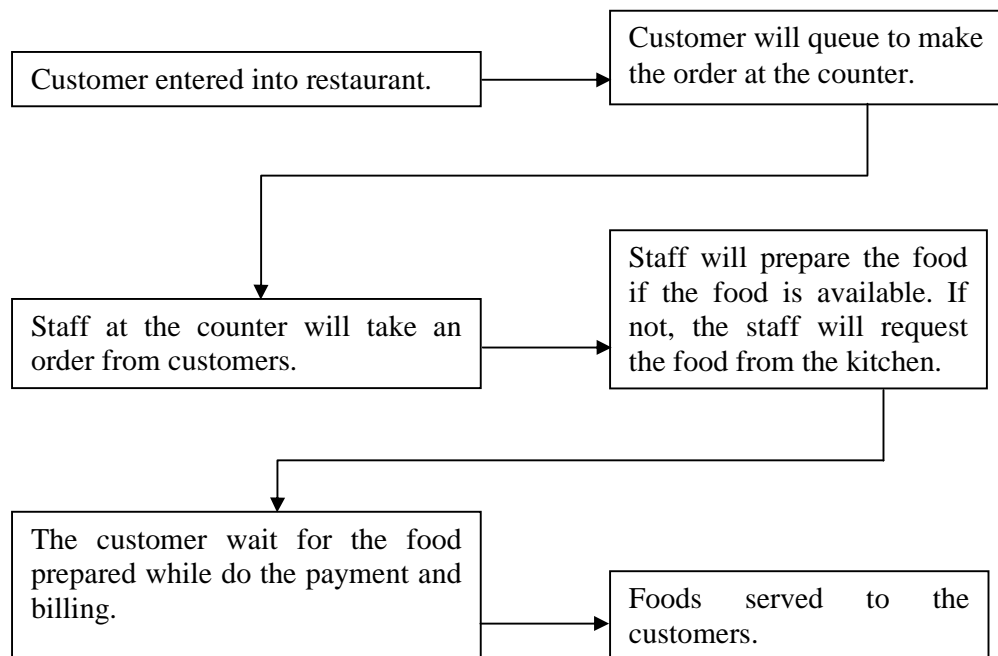 Customer entered into restaurant.
Customer will queue to make
the order at the counter.
Staff at the counter will take an
order from customers.
Staff will prepare the food
if the food is available. If
not, the staff will request
the food from the kitchen.
The customer wait for the food
prepared while do the payment and
billing.
Foods served to the
customers.